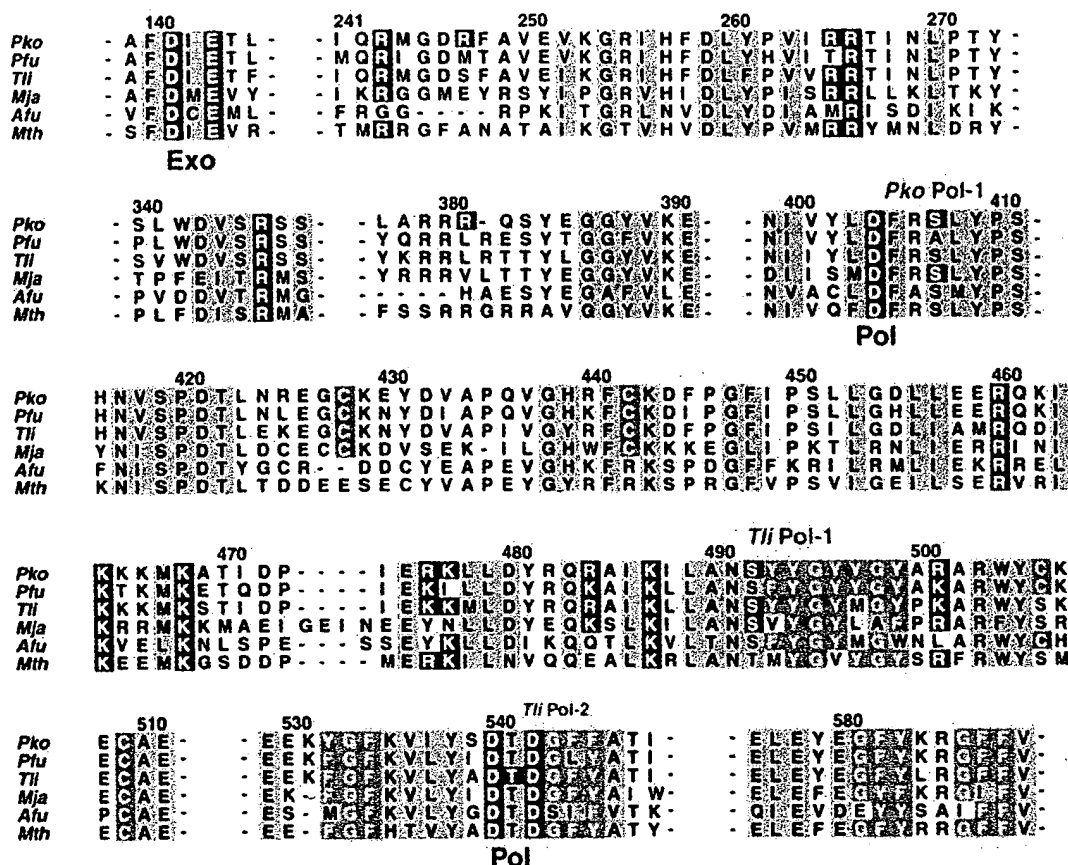 140 241 250 260 270
Pko - A F D I E T L - I Q R M G D R F A V E V K G R I H F D L Y P V I R R T I N L P T Y -
Pfu - A F D I E T L - M Q R I G D M T A V E V K G R I H F D L Y H V I T R T I N L P T Y -
Tli - A F D I E T F - I Q R M G D S F A V E I K G R I H F D L F P V V R R T I N L P T Y -
Mja - A F D M E V Y - I K R G G M E Y R S Y I P G R V H I D L Y P I S R R L L K L T K Y -
Afu - V F D C E M L - F R G G - - - - R P K I T G R L N V D L Y D I A M R I S D I K I K -
Mth - S F D I E V R - T M R R G F A N A T A I K G T V H V D L Y P V M R R Y M N L D R Y -
Exo
Pko Pol-1
340 380 390 400 410
Pko - S L W D V S R S S - - L A R R R - Q S Y E G G Y V K E - - N I V Y L D F R S L Y P S -
Pfu - P L W D V S R S S - - Y Q R R L R E S Y T G G F V K E - - N I V Y L D F R A L Y P S -
Tli - S V W D V S R S S - - Y K R R L R T T Y L G G Y V K E - - N I I Y L D F R S L Y P S -
Mja - T P F E I T R M S - - Y R R R V L T T Y E G G Y V K E - - D I I S M D F R S L Y P S -
Afu - P V D D V T R M G - - - - - - H A E S Y E G A F V L E - - N V A C L D F A S M Y P S -
Mth - P L F D I S R M A - - F S S R R G R R A V G G Y V K E - - N I V Q F D F R S L Y P S -
Pol
420 430 440 450 460
Pko H N V S P D T L N R E G C K E Y D V A P Q V G H R F C K D F P G F I P S L L G D L L E E R Q K I
Pfu H N V S P D T L N L E G C K N Y D I A P Q V G H K F C K D I P G F I P S L L G H L L E E R Q K I
Tli H N V S P D T L E K E G C K N Y D V A P I V G Y R F C K D F P G F I P S I L G D L I A M R Q D I
Mja Y N I S P D T L D C E C C K D V S E K - I L G H W F C K K K E G L I P K T L R N L I E R R I N I
Afu F N I S P D T Y G C R - - D D C Y E A P E V G H K F R K S P D G F F K R I L R M L I E K R R E L
Mth K N I S P D T L T D D E E S E C Y V A P E Y G Y R F R K S P R G F V P S V I G E I L S E R V R I
Tli Pol-1
470 480 490 500
Pko K K K M K A T I D P - - - - I E R K L L D Y R Q R A I K I L A N S Y Y G Y Y G Y A R A R W Y C K
Pfu K T K M K E T Q D P - - - - I E K I L L D Y R Q K A I K L L A N S F Y G Y Y G Y A K A R W Y C K
Tli K K K M K S T I D P - - - - I E K K M L D Y R Q R A I K L L A N S Y Y G Y M G Y P K A R W Y S K
Mja K R R M K K M A E I G E I N E E Y N L L D Y E Q K S L K I L A N S V Y G Y L A F P R A R F Y S R
Afu K V E L K N L S P E - - - S S E Y K L L D I K Q Q T L K V L T N S F Y G Y M G W N L A R W Y C H
Mth K E E M K G S D D P - - - - M E R K I L N V Q Q E A L K R L A N T M Y G V Y G Y S R F R W Y S M
Tli Pol-2
510 530 540 580
Pko E C A E - - E E K Y G F K V I Y S D T D G F F A T I - - E L E Y E G F Y K R G F F V -
Pfu E C A E - - E E K F G F K V L Y I D T D G L Y A T I - - E L E Y E G F Y K R G F F V -
Tli E C A E - - E E K F G F K V L Y A D T D G F Y A T I - - E L E Y E G F Y L R G F F V -
Mja E C A E - - E K - F G F K V L Y I D T D G F Y A I W - - E L E Y E G F Y K R G I F V -
Afu P C A E - - E S - M G F K V L Y G D T D S I I V T K - - Q I E V D E Y Y S A I F F V -
Mth E C A E - - E E - F G F H T V Y A D T D G F Y A T Y - - E L E F E G F Y R R G F F V -
Pol